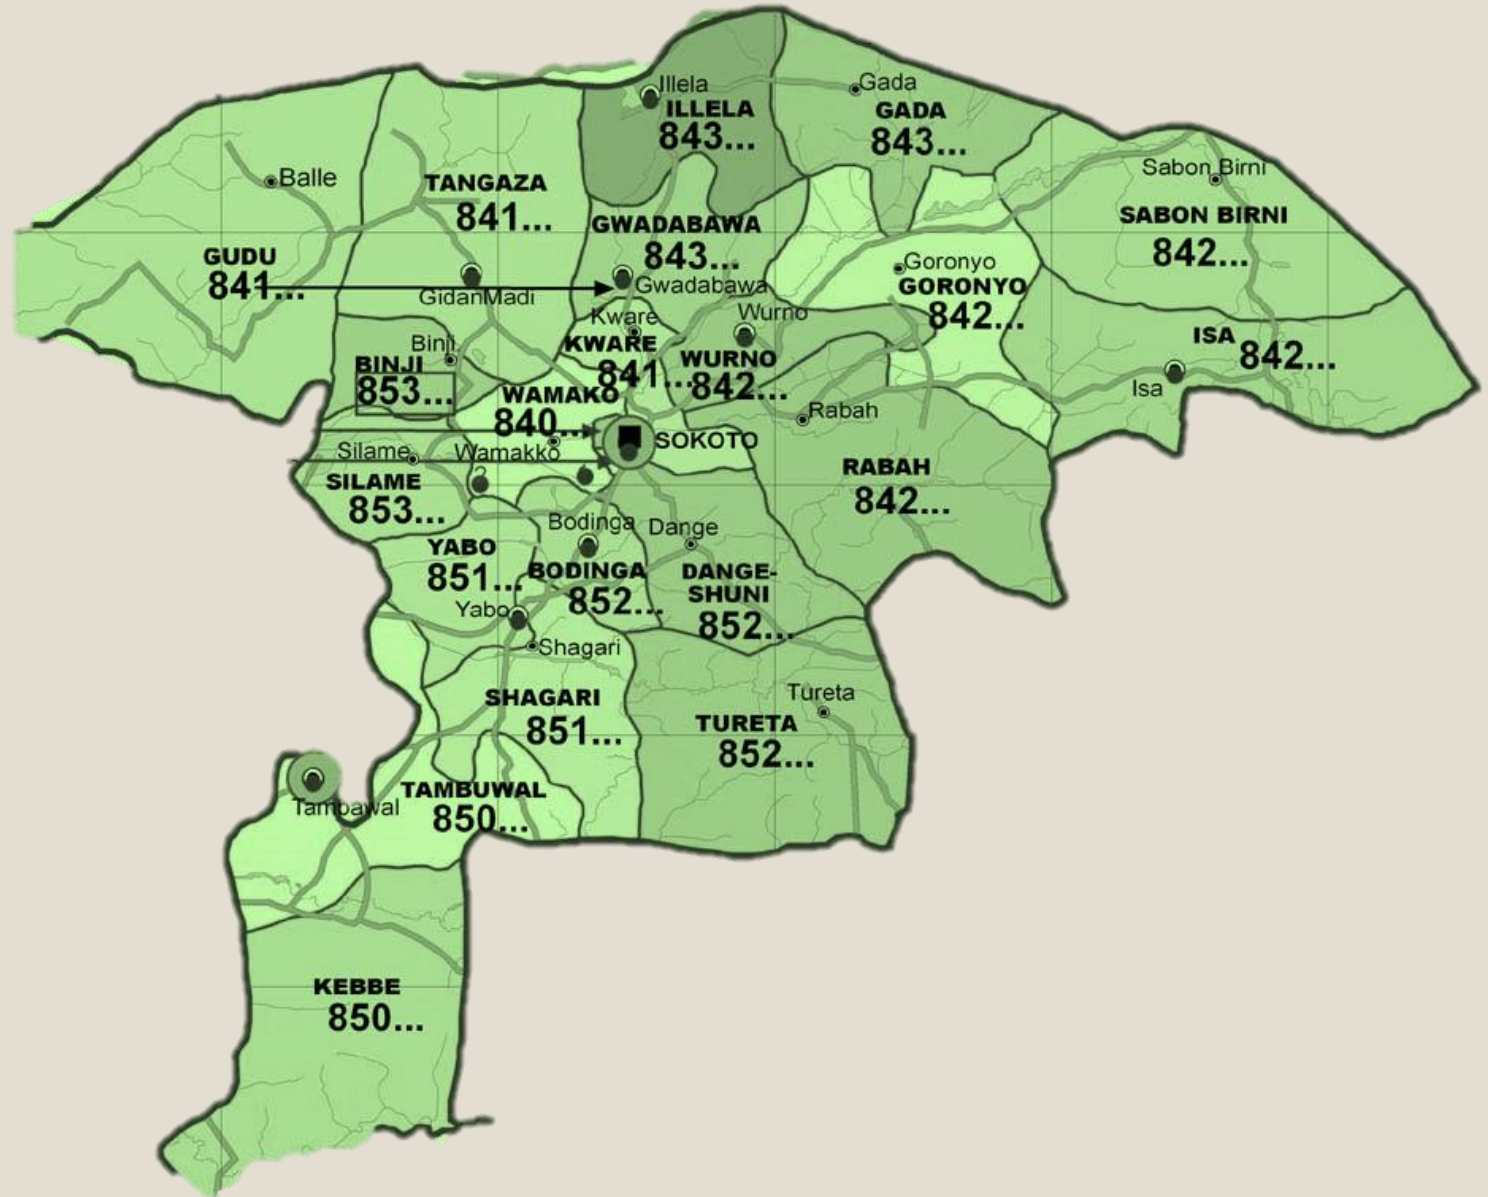 Illela
ILLELA
843...
Gada
GADA
843...
Sabon Birni
SABON BIRNI
842...
Balle
TANGAZA
841...
GWADABAWA
843...
Gwadabawa
GUDU
841...
GidanMadi
Goronyo
GORONYO
842...
Kware
KWARE
841...
Wurno
WURNO
842...
ISA 842...
Isa
Binji
BINJI
853...
WAMAKO
840...
Wamakko
SOKOTO
Rabah
RABAH
842...
Silame
SILAME
853...
2
YABO
851...
Yabo
Bodinga
BODINGA
852...
Dange
DANGE-
SHUNI
852...
Shagari
SHAGARI
851...
Tureta
TURETA
852...
Tambawal
TAMBUWAL
850...
KEBBE
850...